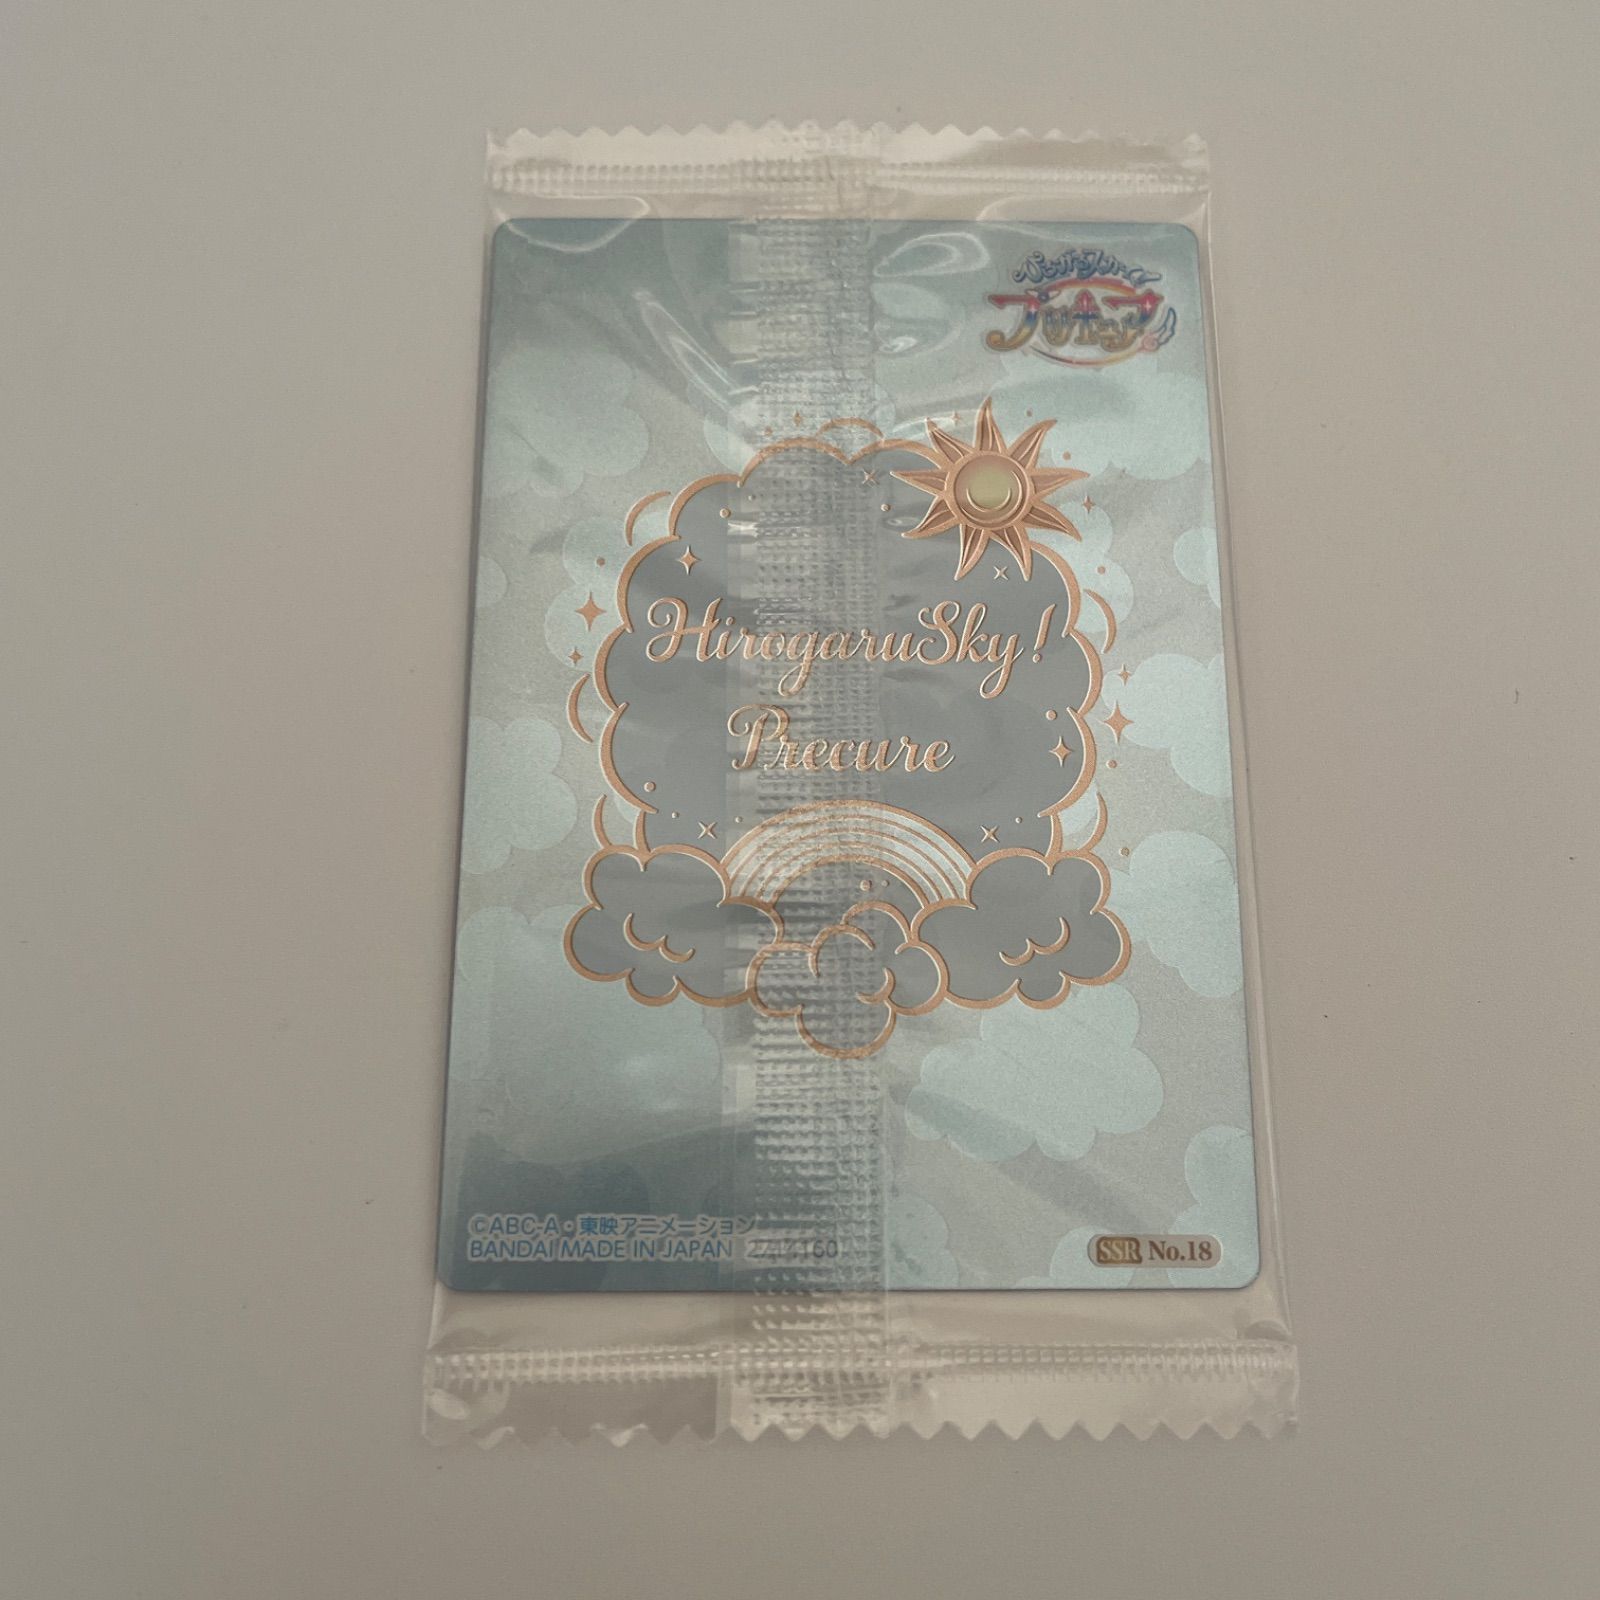 ひろがるスカイ!
プリキュア
HirogaruSky!
Precure
©ABC-A・東映アニメーション
BANDAI MADE IN JAPAN 2744160
SSR No.18